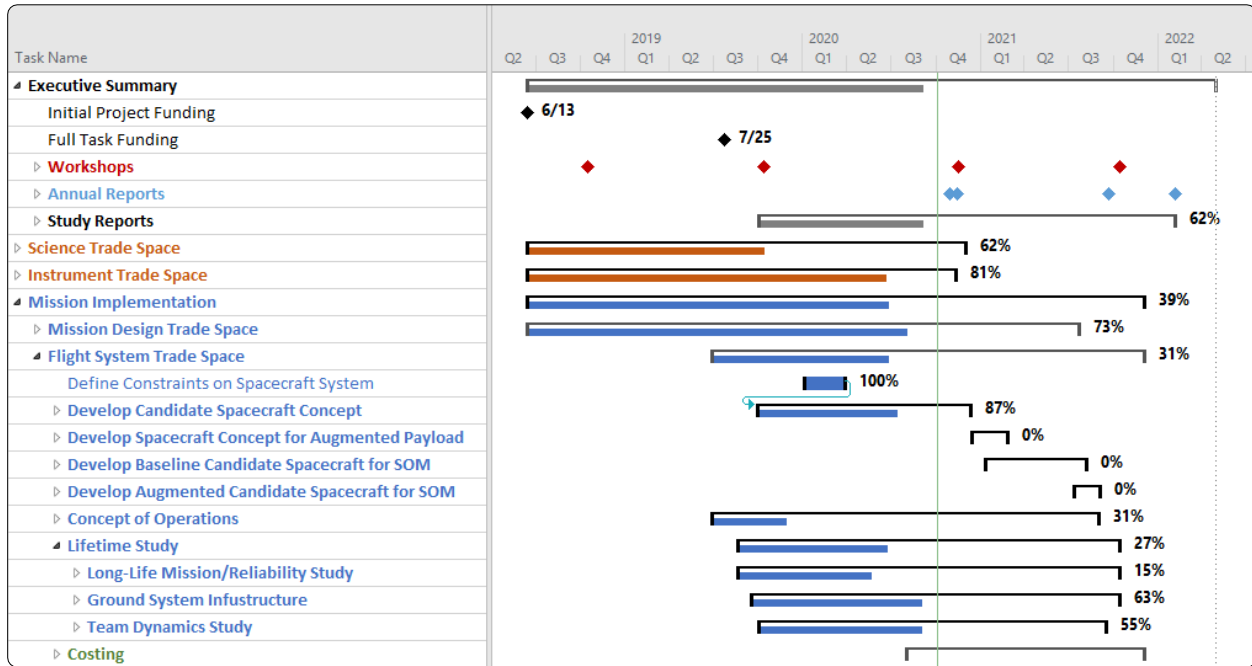 2019 2020 2021 2022
Task Name Q2 Q3 Q4 Q1 Q2 Q3 Q4 Q1 Q2 Q3 Q4 Q1 Q2 Q3 Q4 Q1 Q2
Executive Summary
Initial Project Funding 6/13
Full Task Funding 7/25
Workshops
Annual Reports
Study Reports 62%
Science Trade Space 62%
Instrument Trade Space 81%
Mission Implementation 39%
Mission Design Trade Space 73%
Flight System Trade Space 31%
Define Constraints on Spacecraft System 100%
Develop Candidate Spacecraft Concept 87%
Develop Spacecraft Concept for Augmented Payload 0%
Develop Baseline Candidate Spacecraft for SOM 0%
Develop Augmented Candidate Spacecraft for SOM 0%
Concept of Operations 31%
Lifetime Study 27%
Long-Life Mission/Reliability Study 15%
Ground System Infustructure 63%
Team Dynamics Study 55%
Costing